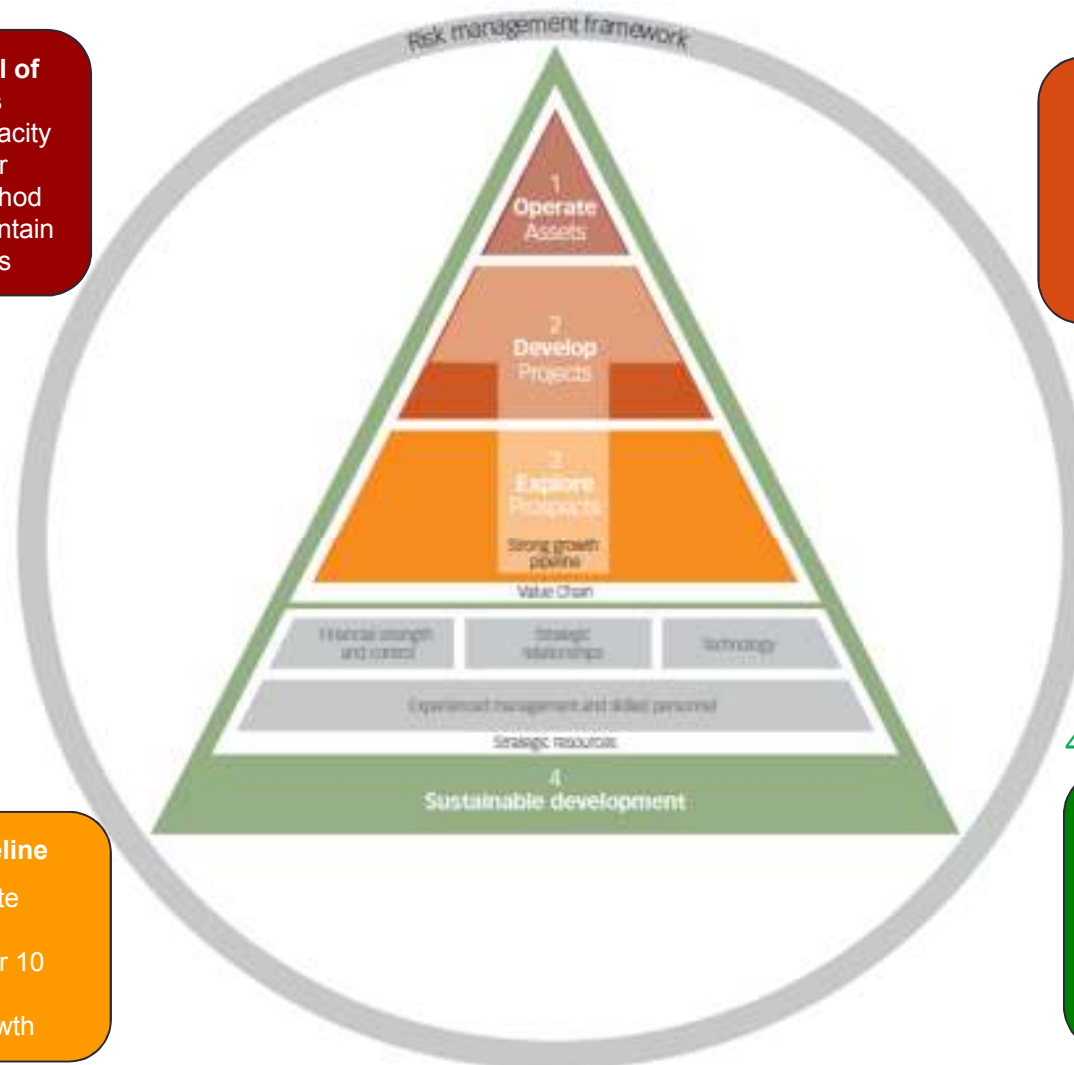 Risk management framework
l of
s
acity
r
hod
ntain
s
1
Operate
Assets
2
Develop
Projects
3
Explore
Prospects
Strong growth
pipeline
Value Chain
Financial strength
and control
Strategic
relationships
Technology
Experienced management and skilled personnel
Strategic resources
4
4
Sustainable development
eline
te
r 10
wth